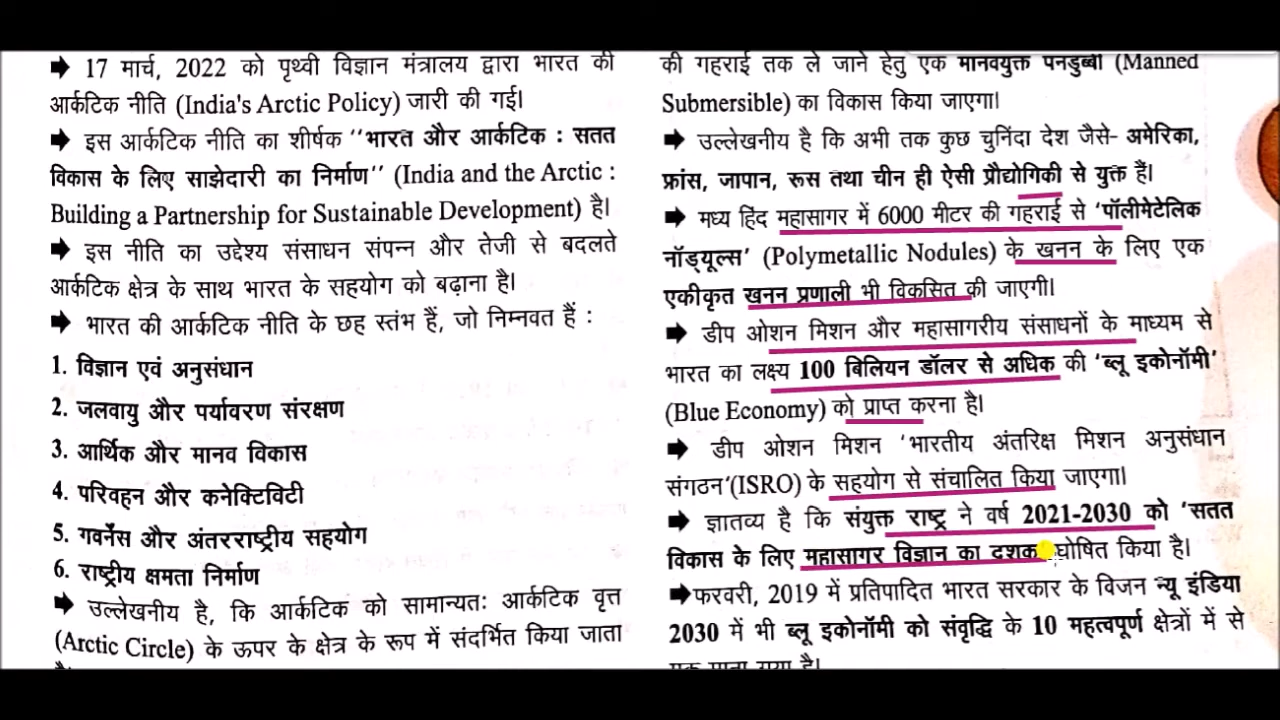 🡆 17 मार्च, 2022 को पृथ्वी विज्ञान मंत्रालय द्वारा भारत की
आर्कटिक नीति (India's Arctic Policy) जारी की गई।
🡆 इस आर्कटिक नीति का शीर्षक "भारत और आर्कटिक : सतत
विकास के लिए साझेदारी का निर्माण" (India and the Arctic :
Building a Partnership for Sustainable Development) है।
🡆 इस नीति का उद्देश्य संसाधन संपन्न और तेजी से बदलते
आर्कटिक क्षेत्र के साथ भारत के सहयोग को बढ़ाना है।
🡆 भारत की आर्कटिक नीति के छह स्तंभ हैं, जो निम्नवत हैं :
1. विज्ञान एवं अनुसंधान
2. जलवायु और पर्यावरण संरक्षण
3. आर्थिक और मानव विकास
4. परिवहन और कनेक्टिविटी
5. गवर्नेंस और अंतरराष्ट्रीय सहयोग
6. राष्ट्रीय क्षमता निर्माण
🡆 उल्लेखनीय है, कि आर्कटिक को सामान्यतः आर्कटिक वृत्त
(Arctic Circle) के ऊपर के क्षेत्र के रूप में संदर्भित किया जाता
की गहराई तक ले जाने हेतु एक मानवयुक्त पनडुब्बी (Manned
Submersible) का विकास किया जाएगा।
🡆 उल्लेखनीय है कि अभी तक कुछ चुनिंदा देश जैसे- अमेरिका,
फ्रांस, जापान, रूस तथा चीन ही ऐसी प्रौद्योगिकी से युक्त हैं।
🡆 मध्य हिंद महासागर में 6000 मीटर की गहराई से 'पॉलीमेटेलिक
नॉड्यूल्स' (Polymetallic Nodules) के खनन के लिए एक
एकीकृत खनन प्रणाली भी विकसित की जाएगी।
🡆 डीप ओशन मिशन और महासागरीय संसाधनों के माध्यम से
भारत का लक्ष्य 100 बिलियन डॉलर से अधिक की 'ब्लू इकोनॉमी'
(Blue Economy) को प्राप्त करना है।
🡆 डीप ओशन मिशन 'भारतीय अंतरिक्ष मिशन अनुसंधान
संगठन'(ISRO) के सहयोग से संचालित किया जाएगा।
🡆 ज्ञातव्य है कि संयुक्त राष्ट्र ने वर्ष 2021-2030 को 'सतत
विकास के लिए महासागर विज्ञान का दशक घोषित किया है।
🡆फरवरी, 2019 में प्रतिपादित भारत सरकार के विजन न्यू इंडिया
2030 में भी ब्लू इकोनॉमी को संवृद्धि के 10 महत्वपूर्ण क्षेत्रों में से
एक माना गया है।